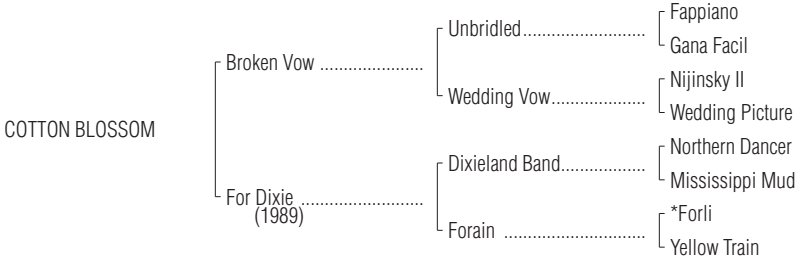 Fappiano
Unbridled..........................
Gana Facil
Broken Vow ......................
Nijinsky II
Wedding Vow....................
Wedding Picture
COTTON BLOSSOM
Northern Dancer
Dixieland Band..................
Mississippi Mud
For Dixie ..........................
(1989)
*Forli
Forain ..............................
Yellow Train